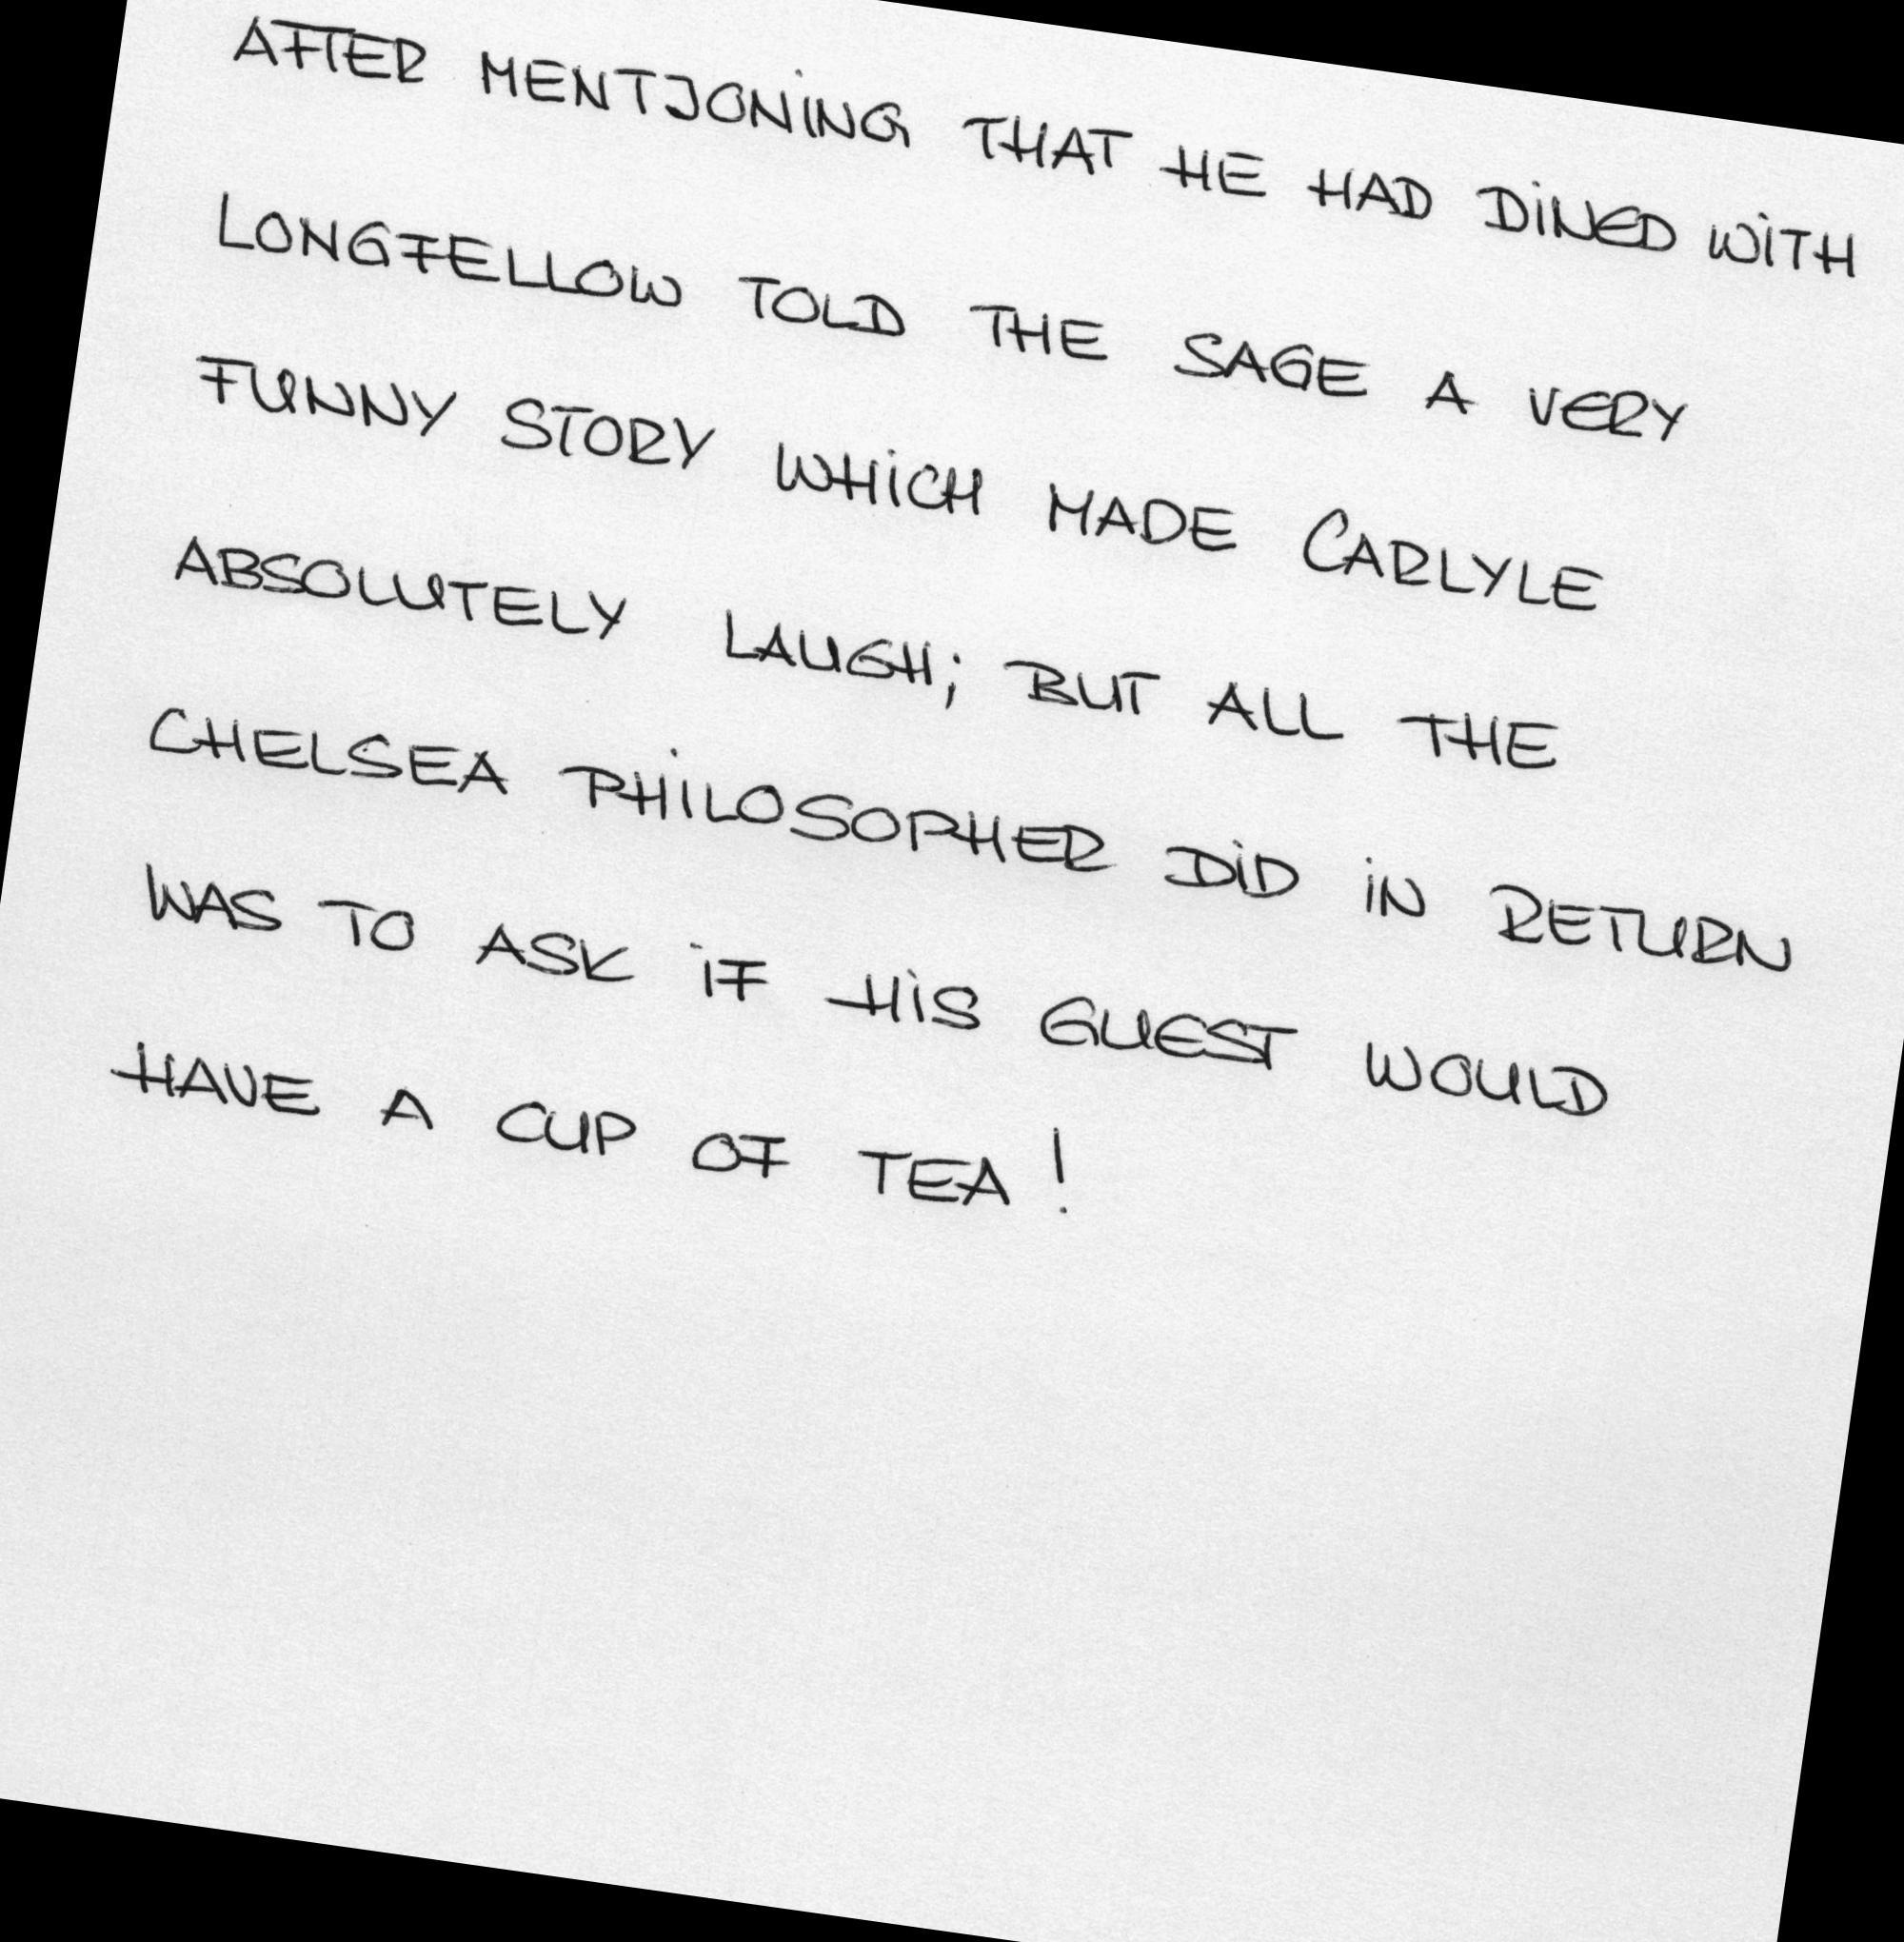 AFTER MENTJONING THAT HE HAD DINED WITH
LONGFELLOW TOLD THE SAGE A VERY
FUNNY STORY WHICH MADE CARLYLE
ABSOLUTELY LAUGH; BUT ALL THE
CHELSEA PHILOSOPHER DID IN RETURN
WAS TO ASK IF HIS GUEST WOULD
HAVE A CUP OF TEA!